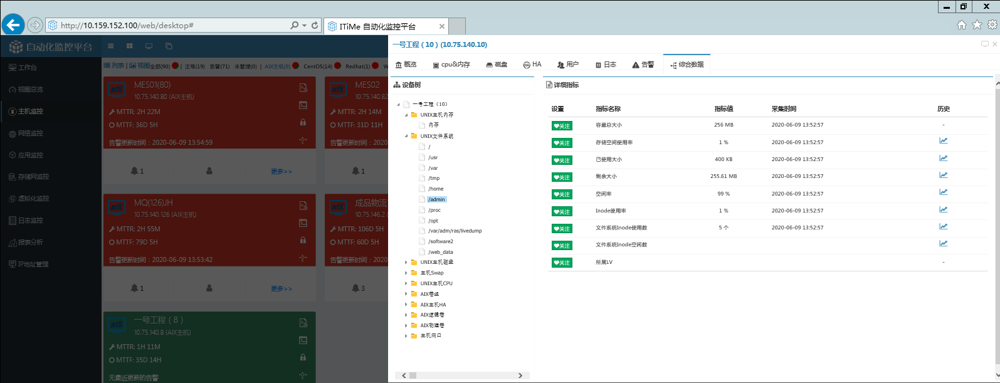 http://10.159.152.100/web/desktop#
ITiMe 自动化监控平台
自动化监控平台
工作台
视图总览
主机监控
网络监控
应用监控
存储网监控
虚拟化监控
日志监控
报表分析
IP地址管理
列表 | 视图 全部(90) | 正常(19) 告警(71) 未管理(0) | AIX主机(9) CentOS(14) Redhat(1) W
MES01(80)
10.75.140.80 (AIX主机)
MTTR: 2H 22M
MTTF: 36D 5H
告警更新时间：2020-06-09 13:54:59
1
更多>>
MES02
10.75.140.82
MTTR: 2H 14M
MTTF: 31D 11H
告警更新时间：2020
1
MQ(126)JH
10.75.140.126 (AIX主机)
MTTR: 2H 55M
MTTF: 79D 5H
告警更新时间：2020-06-09 13:53:42
1
更多>>
成品物流
10.75.146.2 (
MTTR: 106D 5H
MTTF: 60D 5H
告警更新时间：2020
3
一号工程（8）
10.75.140.8 (AIX主机)
MTTR: 1H 11M
MTTF: 35D 14H
无最近更新的告警
一号工程（10）(10.75.140.10)
概览 cpu&内存 磁盘 HA 用户 日志 告警 综合数据
设备树
一号工程（10）
UNIX主机内存
内存
UNIX文件系统
/
/usr
/var
/tmp
/home
/admin
/proc
/opt
/var/adm/ras/livedump
/software2
/web_data
UNIX主机磁盘
主机Swap
UNIX主机CPU
AIX卷组
AIX主机HA
AIX逻辑卷
AIX物理卷
主机网口
详细指标
设置 指标名称 指标值 采集时间 历史
关注 容量总大小 256 MB 2020-06-09 13:52:57 -
关注 存储空间使用率 1 % 2020-06-09 13:52:57
关注 已使用大小 400 KB 2020-06-09 13:52:57
关注 剩余大小 255.61 MB 2020-06-09 13:52:57
关注 空闲率 99 % 2020-06-09 13:52:57
关注 Inode使用率 1 % 2020-06-09 13:52:57
关注 文件系统Inode使用数 5 个 2020-06-09 13:52:57
关注 文件系统Inode空闲数
关注 所属LV -